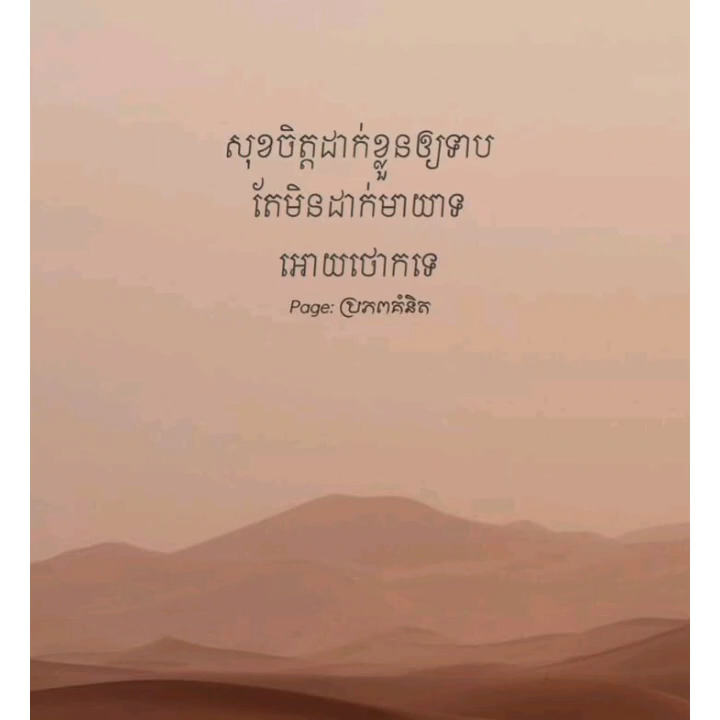 សុខចិត្តដាក់ខ្លួនឲ្យទាប
តែមិនដាក់មាយាទ
អោយថោកទេ
Page: ប្រភពគំនិត